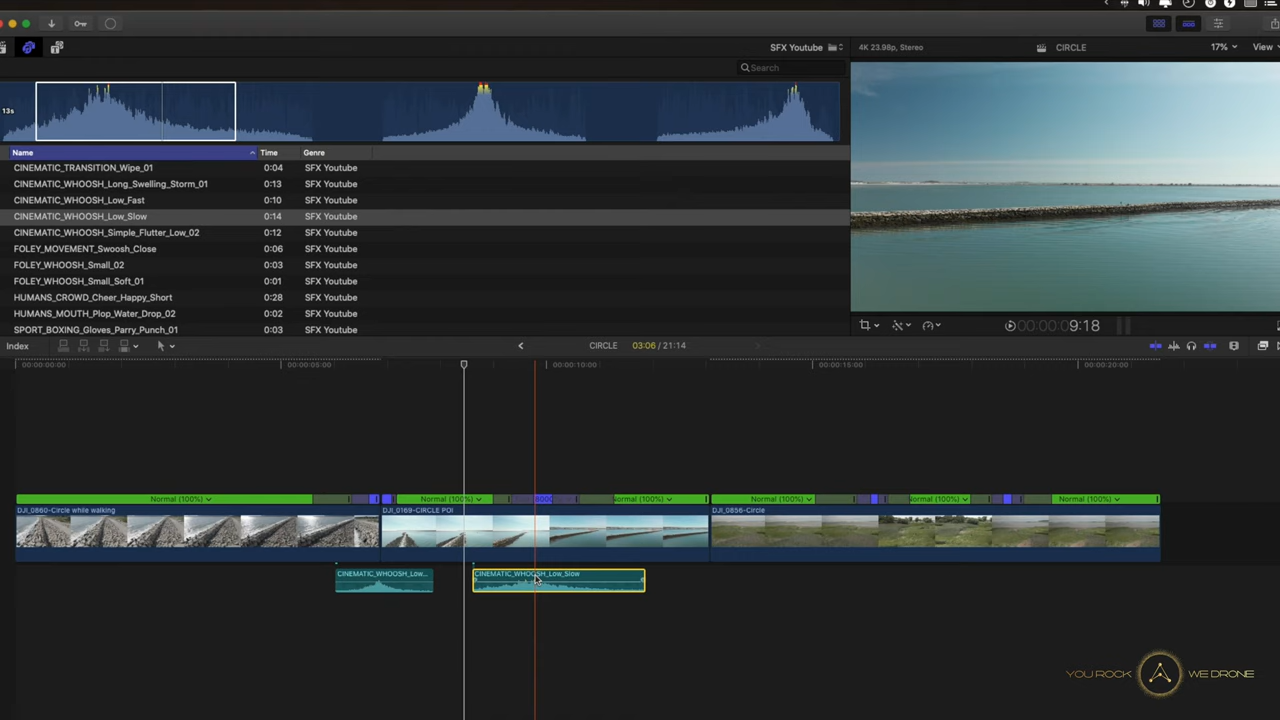 SFX Youtube
4K 23.98p, Stereo
CIRCLE
17%
View
Search
13s
Name Time Genre
CINEMATIC_TRANSITION_Wipe_01 0:04 SFX Youtube
CINEMATIC_WHOOSH_Long_Swelling_Storm_01 0:13 SFX Youtube
CINEMATIC_WHOOSH_Low_Fast 0:10 SFX Youtube
CINEMATIC_WHOOSH_Low_Slow 0:14 SFX Youtube
CINEMATIC_WHOOSH_Simple_Flutter_Low_02 0:12 SFX Youtube
FOLEY_MOVEMENT_Swoosh_Close 0:06 SFX Youtube
FOLEY_WHOOSH_Small_02 0:03 SFX Youtube
FOLEY_WHOOSH_Small_Soft_01 0:01 SFX Youtube
HUMANS_CROWD_Cheer_Happy_Short 0:28 SFX Youtube
HUMANS_MOUTH_Plop_Water_Drop_02 0:02 SFX Youtube
SPORT_BOXING_Gloves_Parry_Punch_01 0:03 SFX Youtube
00:00:00:09:18
Index
CIRCLE
03:06 / 21:14
00:00:00:00 00:00:05:00 00:00:10:00 00:00:15:00 00:00:20:00
Normal (100%) Normal (100%) Normal (100%) Normal (100%) Normal (100%) Normal (100%)
DJI_0860-Circle while walking
DJI_0169-CIRCLE POI
DJI_0856-Circle
CINEMATIC_WHOOSH_Low...
CINEMATIC_WHOOSH_Low_Slow
YOU ROCK WE DRONE